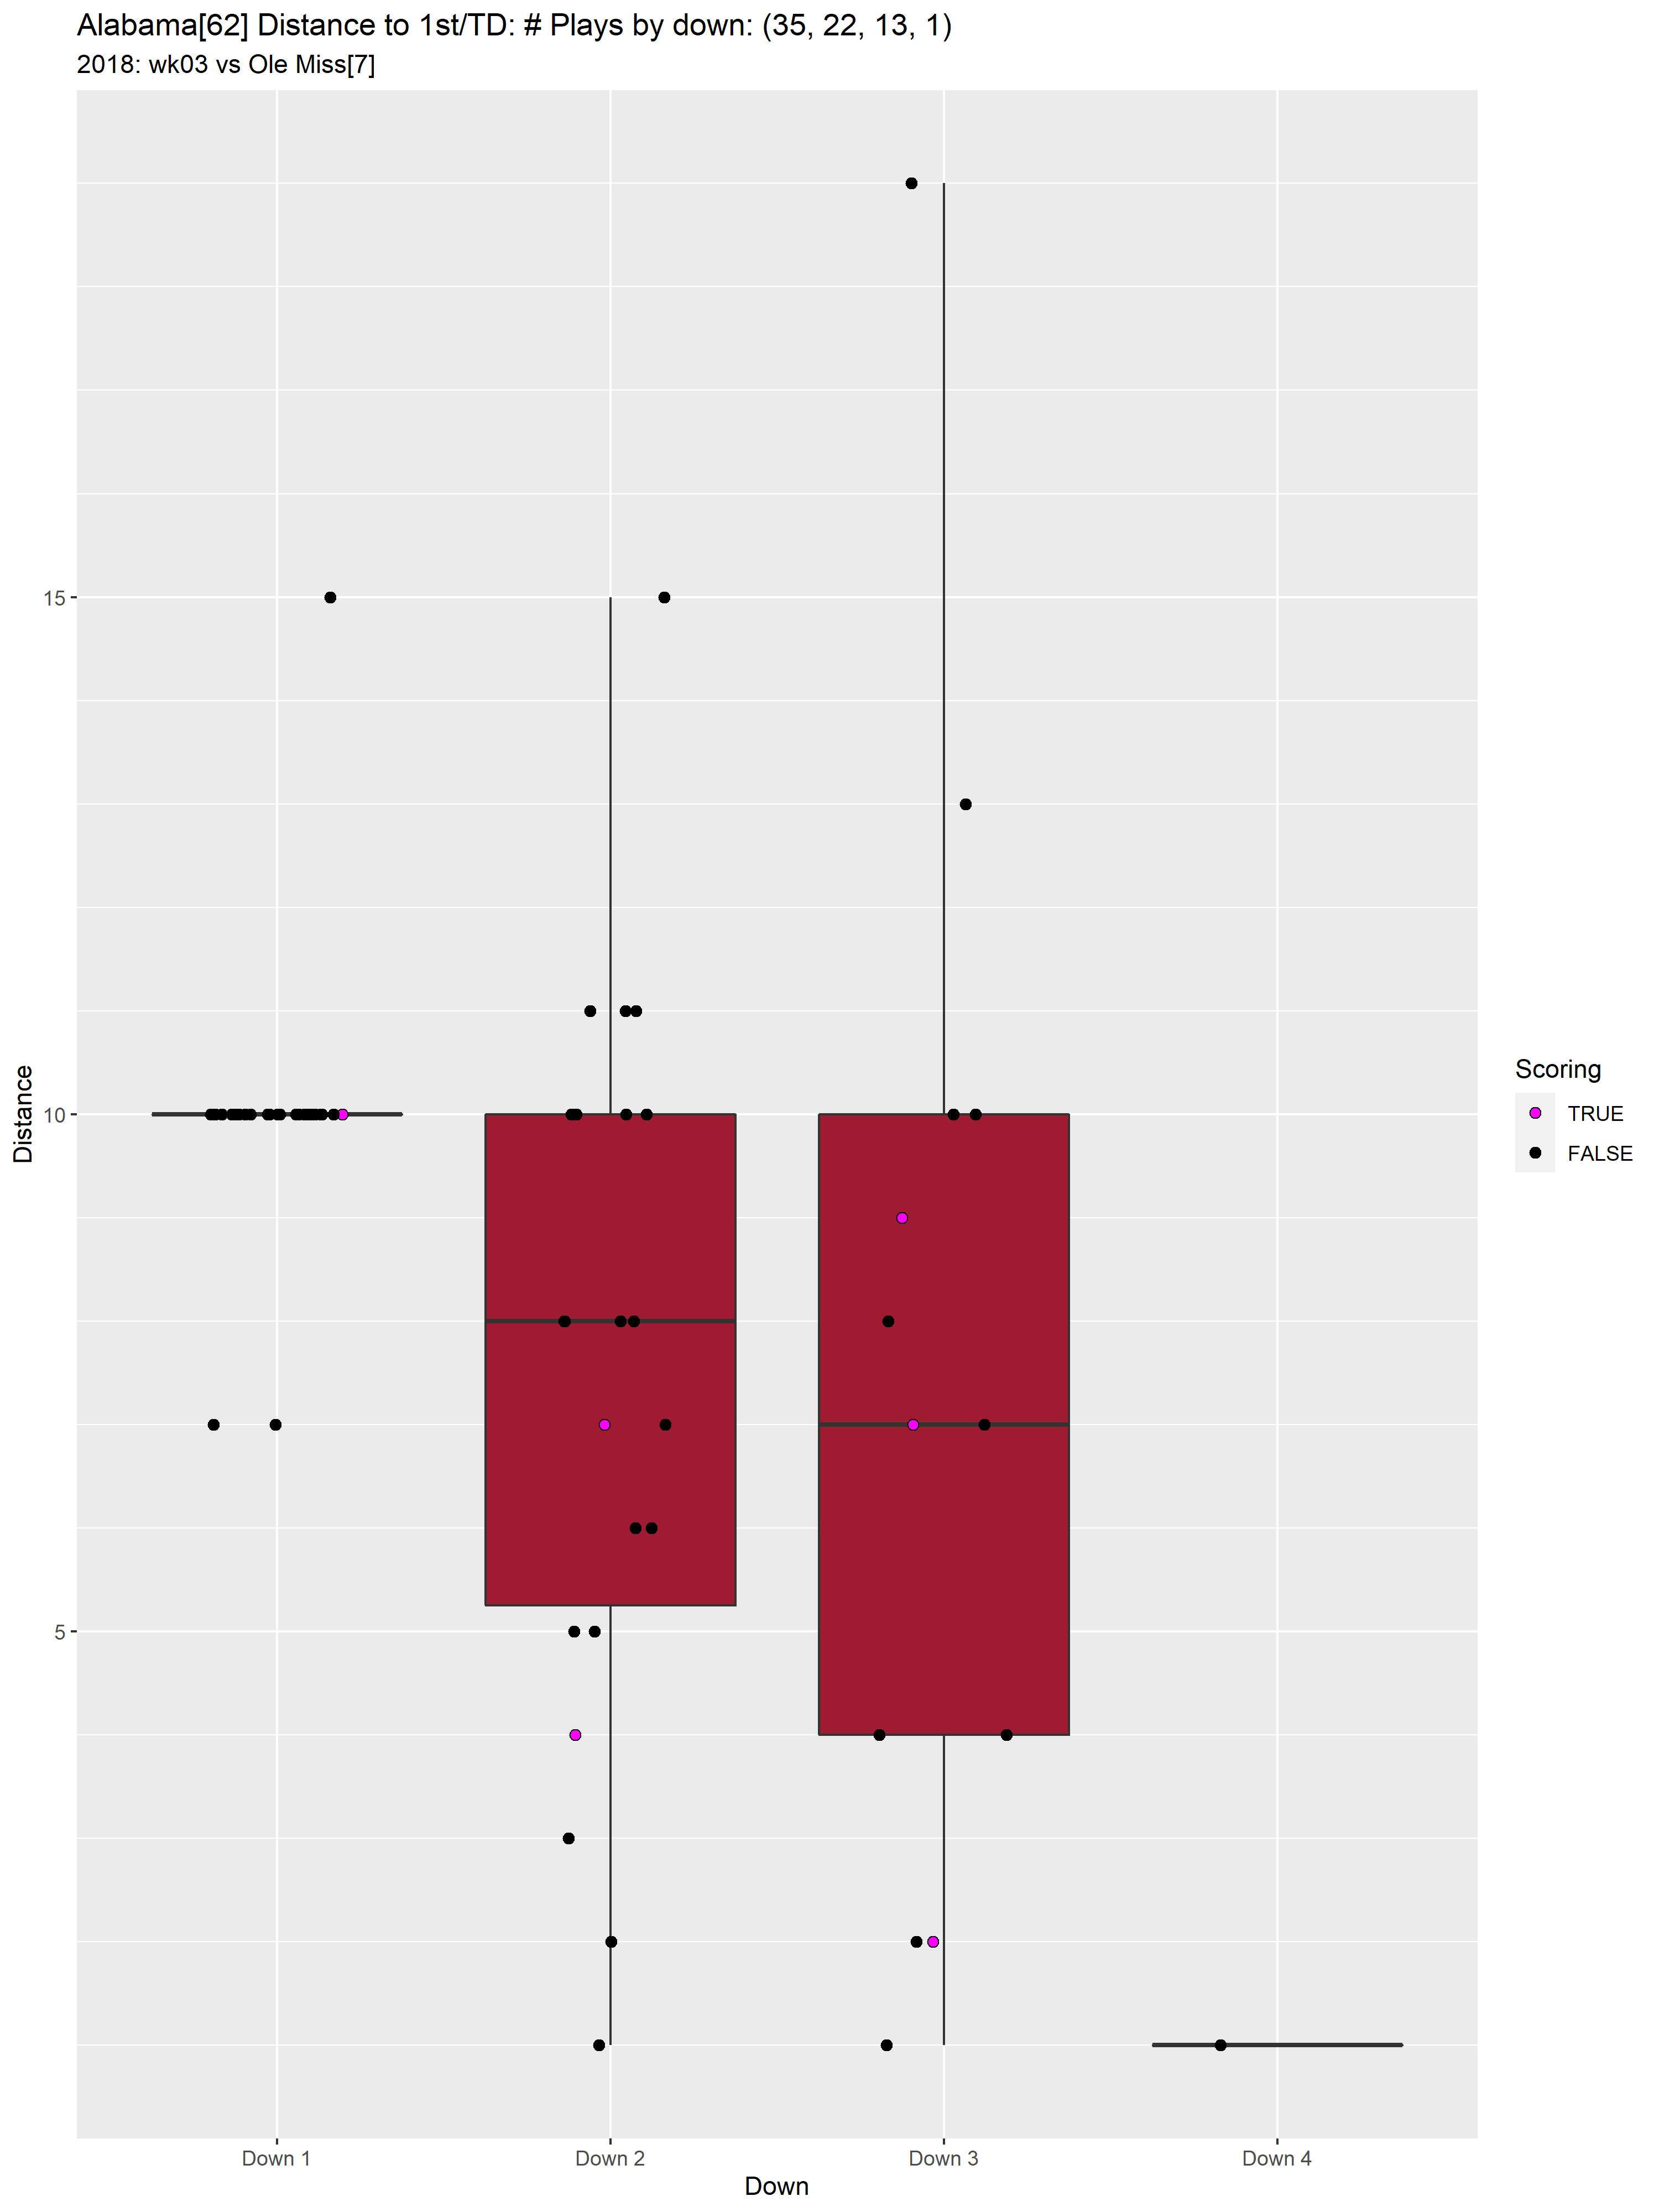 Alabama[62] Distance to 1st/TD: # Plays by down: (35, 22, 13, 1)
2018: wk03 vs Ole Miss[7]
15
10
5
Distance
Down 1
Down 2
Down 3
Down 4
Down
Scoring
TRUE
FALSE